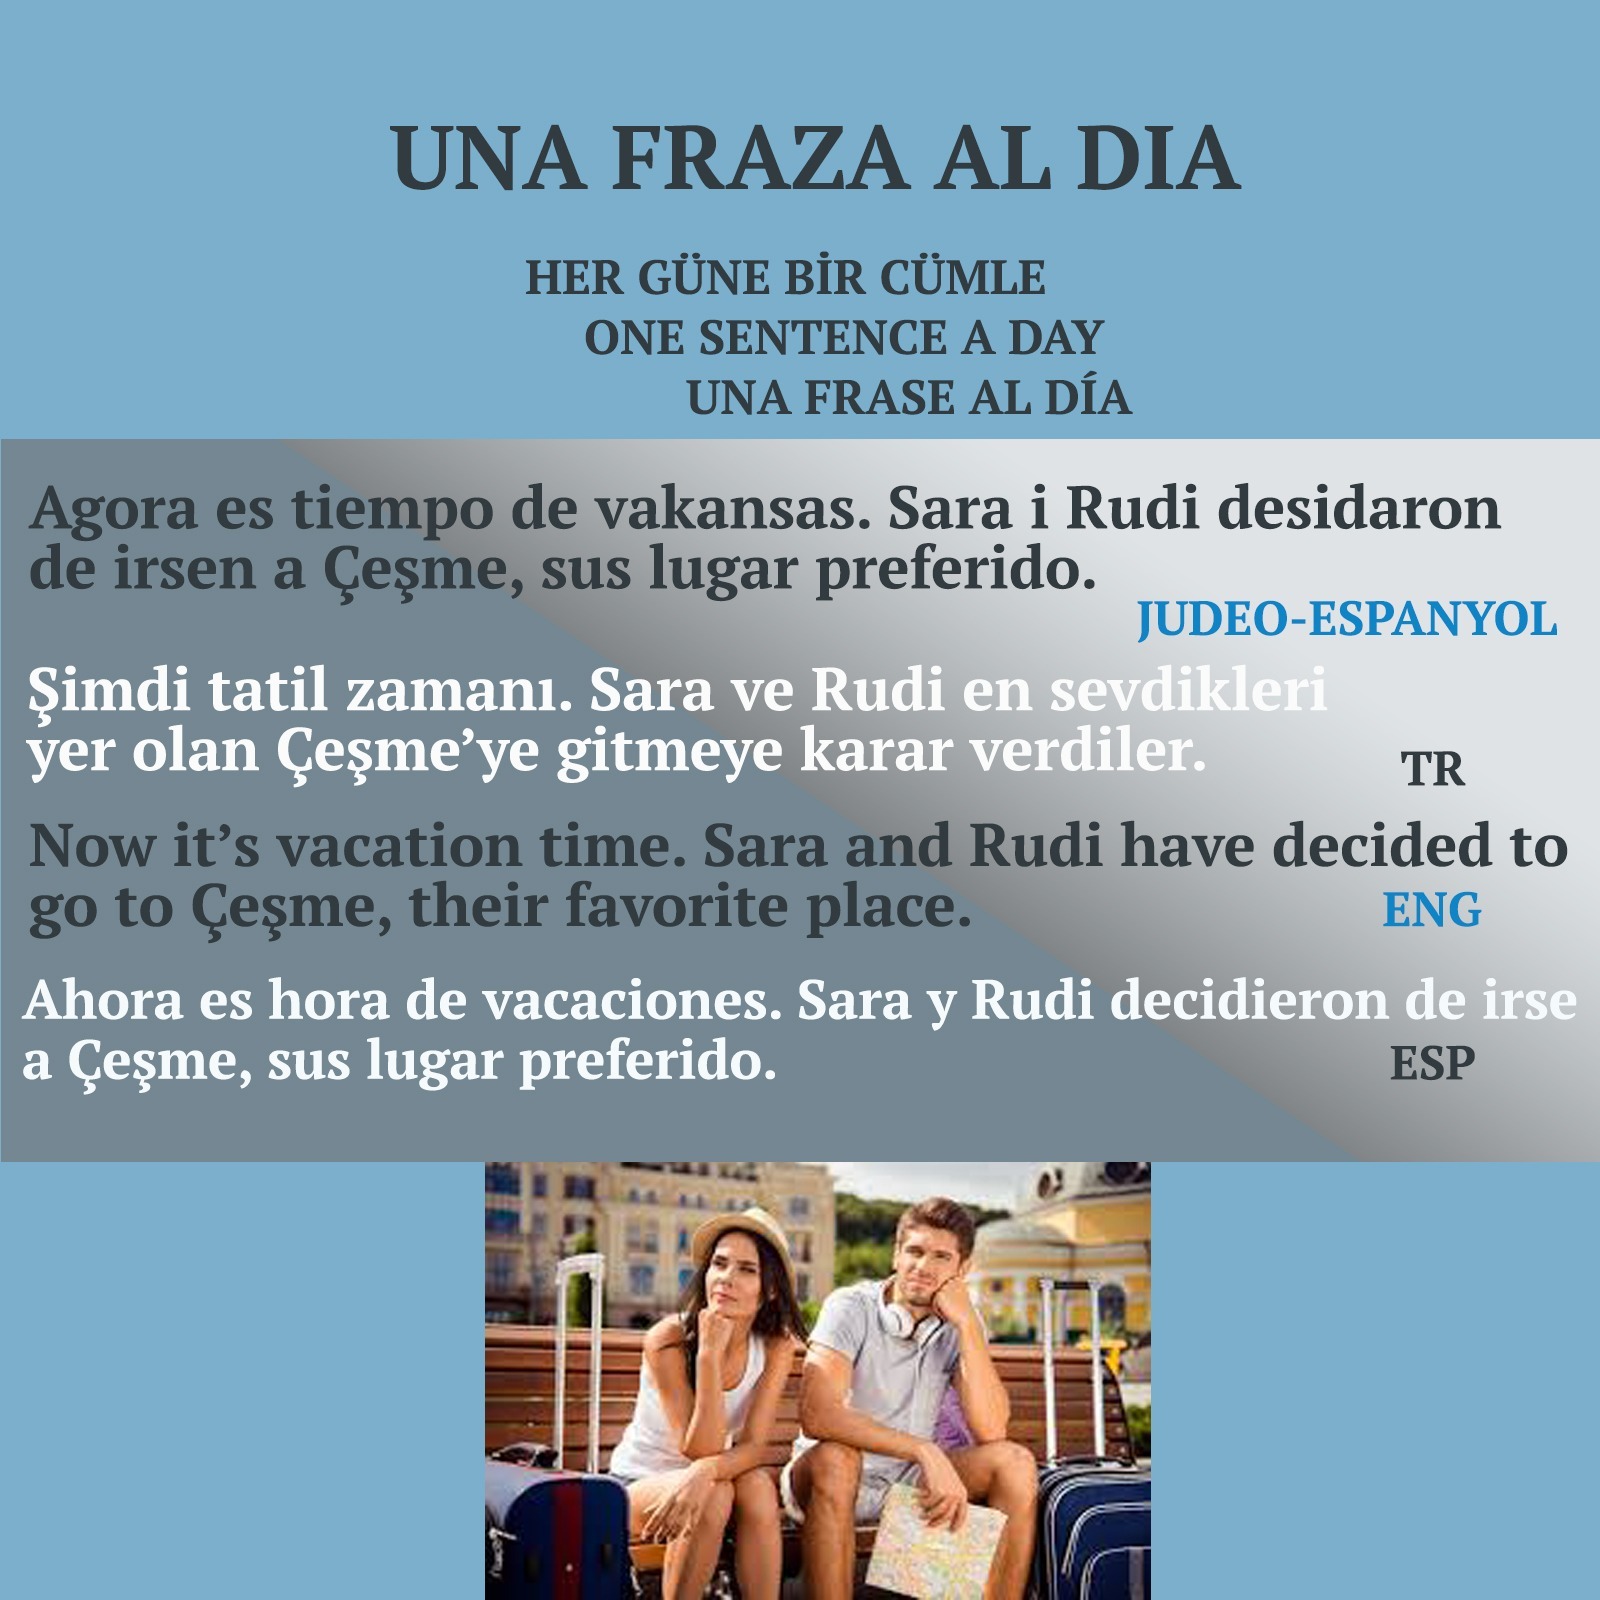 UNA FRAZA AL DIA
HER GÜNE BİR CÜMLE
ONE SENTENCE A DAY
UNA FRASE AL DÍA
Agora es tiempo de vakansas. Sara i Rudi desidaron
de irsen a Çeşme, sus lugar preferido.
JUDEO-ESPANYOL
Şimdi tatil zamanı. Sara ve Rudi en sevdikleri
yer olan Çeşme’ye gitmeye karar verdiler.
TR
Now it’s vacation time. Sara and Rudi have decided to
go to Çeşme, their favorite place.
ENG
Ahora es hora de vacaciones. Sara y Rudi decidieron de irse
a Çeşme, sus lugar preferido.
ESP